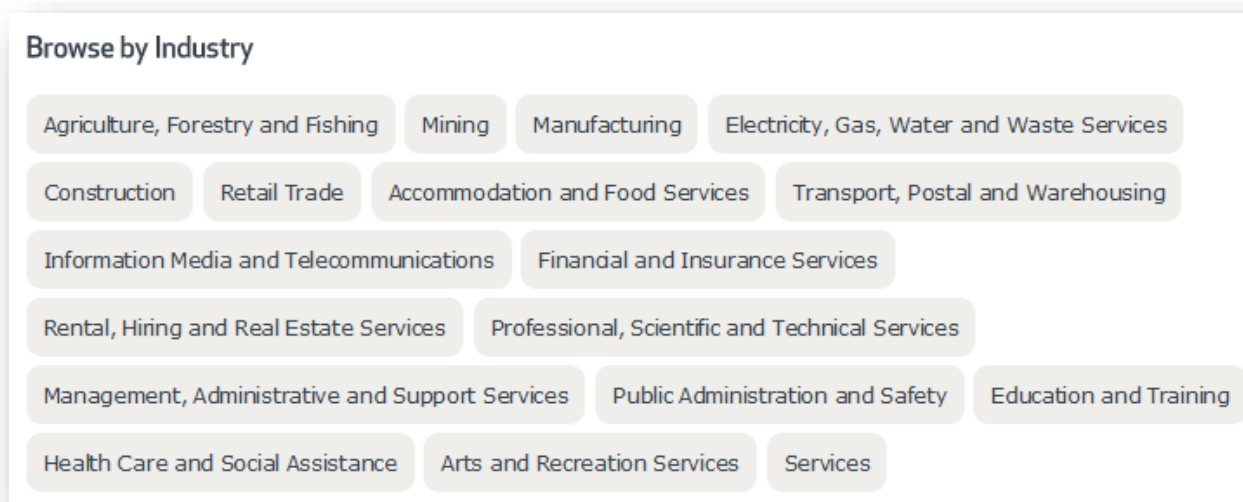 Browse by Industry
Agriculture, Forestry and Fishing Mining Manufacturing Electricity, Gas, Water and Waste Services
Construction Retail Trade Accommodation and Food Services Transport, Postal and Warehousing
Information Media and Telecommunications Financial and Insurance Services
Rental, Hiring and Real Estate Services Professional, Scientific and Technical Services
Management, Administrative and Support Services Public Administration and Safety Education and Training
Health Care and Social Assistance Arts and Recreation Services Services